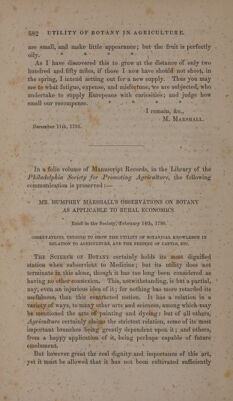 582 UTILITY OF BOTANY IN AGRICULTURE.
are small, and make little appearance; but the fruit is perfectly
oily. * * * * * *
As I have discovered this to grow at the distance of only two
hundred and fifty miles, if those I now have should not shoot, in
the spring, I intend setting out for a new supply. Thus you may
see to what fatigue, expense, and misfortune, we are subjected, who
undertake to supply Europeans with curiosities; and judge how
small our recompense. * * * *
I remain, &c.,
M. MARSHALL.
December 11th, 1793.
In a folio volume of Manuscript Records, in the Library of the
Philadelphia Society for Promoting Agriculture, the following
communication is preserved:—
MR. HUMPHRY MARSHALL'S OBSERVATIONS ON BOTANY
AS APPLICABLE TO RURAL ECONOMICS.
Read in the Society, February 14th, 1786.
OBSERVATIONS, TENDING TO SHOW THE UTILITY OF BOTANICAL KNOWLEDGE IN
RELATION TO AGRICULTURE, AND THE FEEDING OF CATTLE, ETC.
THE SCIENCE OF BOTANY certainly holds its most dignified
station when subservient to Medicine; but its utility does not
terminate in this alone, though it has too long been considered as
having no other connexion. This, notwithstanding, is but a partial,
nay, even an injurious idea of it; for nothing has more retarded its
usefulness, than this contracted notion. It has a relation in a
variety of ways, to many other arts and sciences, among which may
be mentioned the arts of painting and dyeing; but of all others,
Agriculture certainly claims the strictest relation, some of its most
important branches being greatly dependent upon it; and others,
from a happy application of it, being perhaps capable of future
emolument.
But however great the real dignity and importance of this art,
yet it must be allowed that it has not been cultivated sufficiently